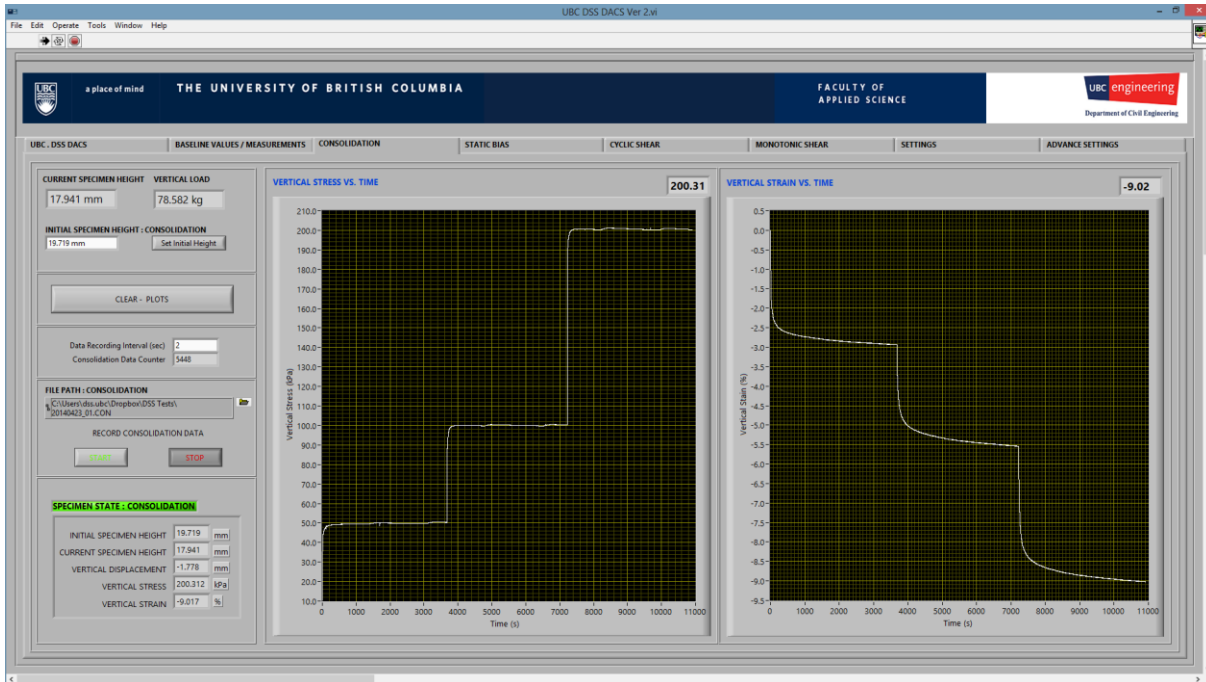 UBC DSS DACS Ver 2.vi
File Edit Operate Tools Window Help
UBC
a place of mind
THE UNIVERSITY OF BRITISH COLUMBIA
FACULTY OF
APPLIED SCIENCE
UBC engineering
Department of Civil Engineering
UBC . DSS DACS
BASELINE VALUES / MEASUREMENTS
CONSOLIDATION
STATIC BIAS
CYCLIC SHEAR
MONOTONIC SHEAR
SETTINGS
ADVANCE SETTINGS
CURRENT SPECIMEN HEIGHT
VERTICAL LOAD
17.941 mm
78.582 kg
INITIAL SPECIMEN HEIGHT : CONSOLIDATION
19.719 mm
Set Initial Height
CLEAR - PLOTS
Data Recording Interval (sec) 2
Consolidation Data Counter 5448
FILE PATH : CONSOLIDATION
C:\Users\dss.ubc\Dropbox\DSS Tests\
20140423_01.CON
RECORD CONSOLIDATION DATA
STOP
SPECIMEN STATE : CONSOLIDATION
INITIAL SPECIMEN HEIGHT 19.719 mm
CURRENT SPECIMEN HEIGHT 17.941 mm
VERTICAL DISPLACEMENT -1.778 mm
VERTICAL STRESS 200.312 kPa
VERTICAL STRAIN -9.017 %
VERTICAL STRESS VS. TIME
200.31
210.0
200.0
190.0
180.0
170.0
160.0
150.0
140.0
130.0
120.0
110.0
100.0
90.0
80.0
70.0
60.0
50.0
40.0
30.0
20.0
10.0
Vertical Stress (kPa)
0 1000 2000 3000 4000 5000 6000 7000 8000 9000 10000 11000
Time (s)
VERTICAL STRAIN VS. TIME
-9.02
0.5
0.0
-0.5
-1.0
-1.5
-2.0
-2.5
-3.0
-3.5
-4.0
-4.5
-5.0
-5.5
-6.0
-6.5
-7.0
-7.5
-8.0
-8.5
-9.0
-9.5
Vertical Stain (%)
0 1000 2000 3000 4000 5000 6000 7000 8000 9000 10000 11000
Time (s)